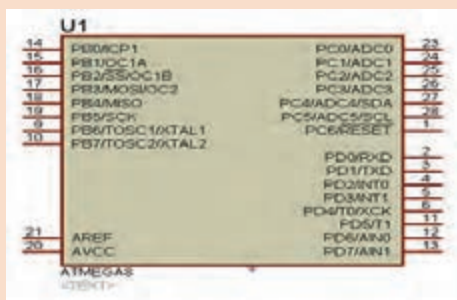 U1
14 PB0/ICP1 PC0/ADC0 23
15 PB1/OC1A PC1/ADC1 24
16 PB2/SS/OC1B PC2/ADC2 25
17 PB3/MOSI/OC2 PC3/ADC3 26
18 PB4/MISO PC4/ADC4/SDA 27
19 PB5/SCK PC5/ADC5/SCL 28
9 PB6/TOSC1/XTAL1 PC6/RESET 1
10 PB7/TOSC2/XTAL2
PD0/RXD 2
PD1/TXD 3
PD2/INT0 4
PD3/INT1 5
PD4/T0/XCK 6
PD5/T1 11
21 AREF PD6/AIN0 12
20 AVCC PD7/AIN1 13
ATMEGA8
<TEXT>